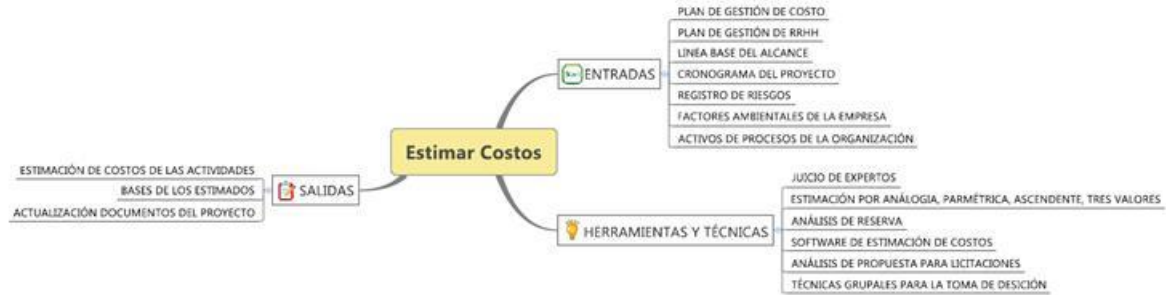 PLAN DE GESTIÓN DE COSTO
PLAN DE GESTIÓN DE RRHH
LINEA BASE DEL ALCANCE
ENTRADAS
CRONOGRAMA DEL PROYECTO
REGISTRO DE RIESGOS
FACTORES AMBIENTALES DE LA EMPRESA
ACTIVOS DE PROCESOS DE LA ORGANIZACIÓN
Estimar Costos
ESTIMACIÓN DE COSTOS DE LAS ACTIVIDADES
BASES DE LOS ESTIMADOS
SALIDAS
ACTUALIZACIÓN DOCUMENTOS DEL PROYECTO
JUICIO DE EXPERTOS
ESTIMACIÓN POR ANÁLOGIA, PARMÉTRICA, ASCENDENTE, TRES VALORES
ANÁLISIS DE RESERVA
HERRAMIENTAS Y TÉCNICAS
SOFTWARE DE ESTIMACIÓN DE COSTOS
ANÁLISIS DE PROPUESTA PARA LICITACIONES
TÉCNICAS GRUPALES PARA LA TOMA DE DESICIÓN